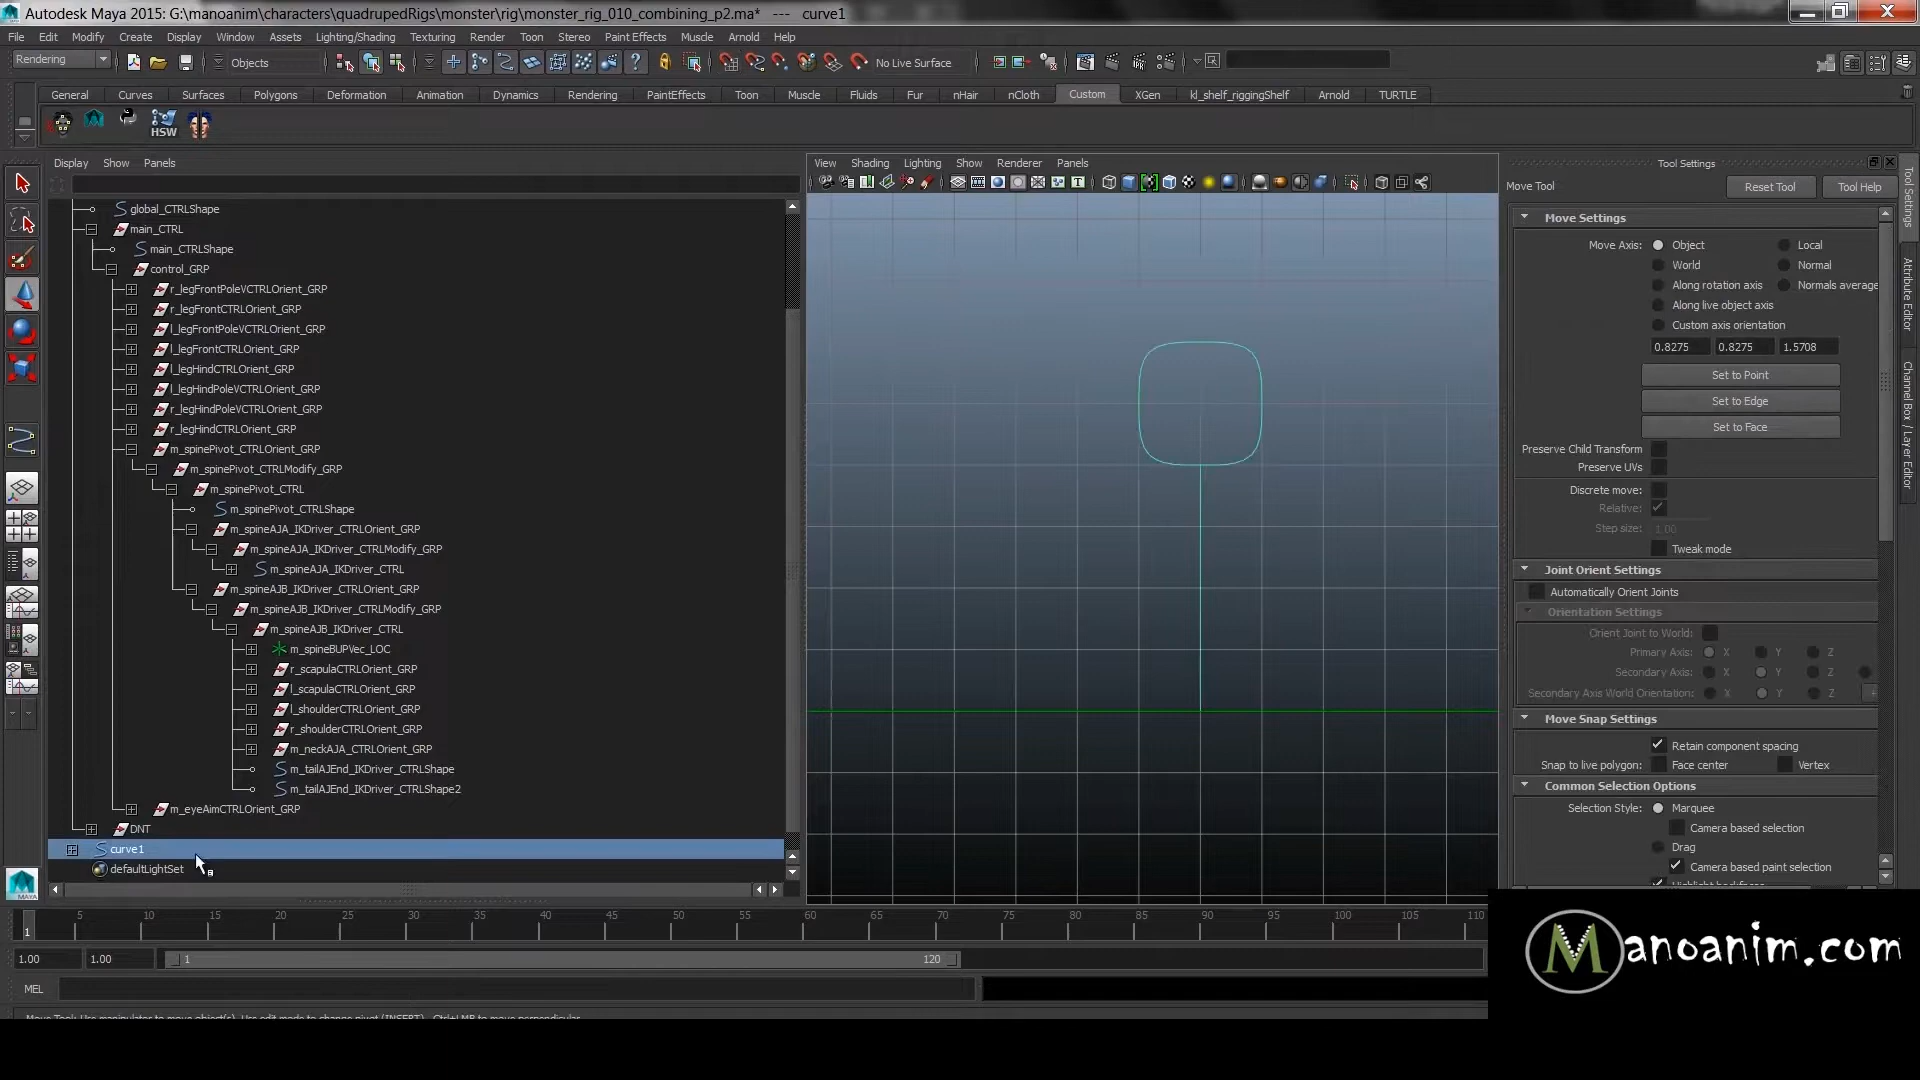 Autodesk Maya 2015: G:\manoanim\characters\quadrupedRigs\monster\rig\monster_rig_010_combining_p2.ma* --- curve1
File Edit Modify Create Display Window Assets Lighting/Shading Texturing Render Toon Stereo Paint Effects Muscle Arnold Help
Rendering Objects No Live Surface
General Curves Surfaces Polygons Deformation Animation Dynamics Rendering PaintEffects Toon Muscle Fluids Fur nHair nCloth Custom XGen kl_shelf_riggingShelf Arnold TURTLE
HSW
Display Show Panels
global_CTRLShape
main_CTRL
main_CTRLShape
control_GRP
r_legFrontPoleVCTRLOrient_GRP
r_legFrontCTRLOrient_GRP
l_legFrontPoleVCTRLOrient_GRP
l_legFrontCTRLOrient_GRP
l_legHindCTRLOrient_GRP
l_legHindPoleVCTRLOrient_GRP
r_legHindPoleVCTRLOrient_GRP
r_legHindCTRLOrient_GRP
m_spinePivot_CTRLOrient_GRP
m_spinePivot_CTRLModify_GRP
m_spinePivot_CTRL
m_spinePivot_CTRLShape
m_spineAJA_IKDriver_CTRLOrient_GRP
m_spineAJA_IKDriver_CTRLModify_GRP
m_spineAJA_IKDriver_CTRL
m_spineAJB_IKDriver_CTRLOrient_GRP
m_spineAJB_IKDriver_CTRLModify_GRP
m_spineAJB_IKDriver_CTRL
m_spineBUPVec_LOC
r_scapulaCTRLOrient_GRP
l_scapulaCTRLOrient_GRP
l_shoulderCTRLOrient_GRP
r_shoulderCTRLOrient_GRP
m_neckAJA_CTRLOrient_GRP
m_tailAJEnd_IKDriver_CTRLShape
m_tailAJEnd_IKDriver_CTRLShape2
m_eyeAimCTRLOrient_GRP
DNT
curve1
defaultLightSet
View Shading Lighting Show Renderer Panels
Tool Settings
Move Tool Reset Tool Tool Help
Move Settings
Move Axis: Object Local
World Normal
Along rotation axis Normals average
Along live object axis
Custom axis orientation
0.8275 0.8275 1.5708
Set to Point
Set to Edge
Set to Face
Preserve Child Transform
Preserve UVs
Discrete move:
Relative:
Step size: 1.00
Tweak mode
Joint Orient Settings
Automatically Orient Joints
Orientation Settings
Orient Joint to World:
Primary Axis: X Y Z
Secondary Axis: X Y Z
Secondary Axis World Orientation: X Y Z +
Move Snap Settings
Retain component spacing
Snap to live polygon: Face center Vertex
Common Selection Options
Selection Style: Marquee
Camera based selection
Drag
Camera based paint selection
Tool Settings
Attribute Editor
Channel Box / Layer Editor
MAYA
5 10 15 20 25 30 35 40 45 50 55 60 65 70 75 80 85 90 95 100 105 110
1
1.00 1.00 1 120
MEL
Manoanim.com